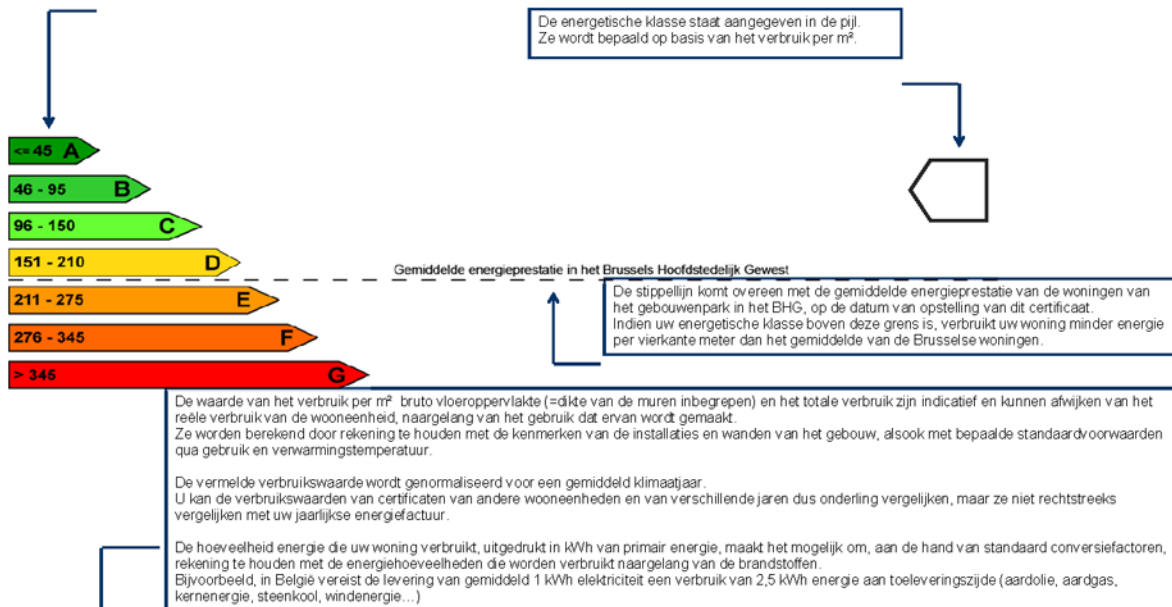 De energetische klasse staat aangegeven in de pijl.
Ze wordt bepaald op basis van het verbruik per m².
<= 45 A
46 - 95 B
96 - 150 C
151 - 210 D
Gemiddelde energieprestatie in het Brussels Hoofdstedelijk Gewest
211 - 275 E
276 - 345 F
> 345 G
De stippellijn komt overeen met de gemiddelde energieprestatie van de woningen van
het gebouwenpark in het BHG, op de datum van opstelling van dit certificaat.
Indien uw energetische klasse boven deze grens is, verbruikt uw woning minder energie
per vierkante meter dan het gemiddelde van de Brusselse woningen.
De waarde van het verbruik per m² bruto vloeroppervlakte (=dikte van de muren inbegrepen) en het totale verbruik zijn indicatief en kunnen afwijken van het
reële verbruik van de wooneenheid, naargelang van het gebruik dat ervan wordt gemaakt.
Ze worden berekend door rekening te houden met de kenmerken van de installaties en wanden van het gebouw, alsook met bepaalde standaardvoorwaarden
qua gebruik en verwarmingstemperatuur.
De vermelde verbruikswaarde wordt genormaliseerd voor een gemiddeld klimaatjaar.
U kan de verbruikswaarden van certificaten van andere wooneenheden en van verschillende jaren dus onderling vergelijken, maar ze niet rechtstreeks
vergelijken met uw jaarlijkse energiefactuur.
De hoeveelheid energie die uw woning verbruikt, uitgedrukt in kWh van primair energie, maakt het mogelijk om, aan de hand van standaard conversiefactoren,
rekening te houden met de energiehoeveelheden die worden verbruikt naargelang van de brandstoffen.
Bijvoorbeeld, in België vereist de levering van gemiddeld 1 kWh elektriciteit een verbruik van 2,5 kWh energie aan toeleveringszijde (aardolie, aardgas,
kernenergie, steenkool, windenergie...)